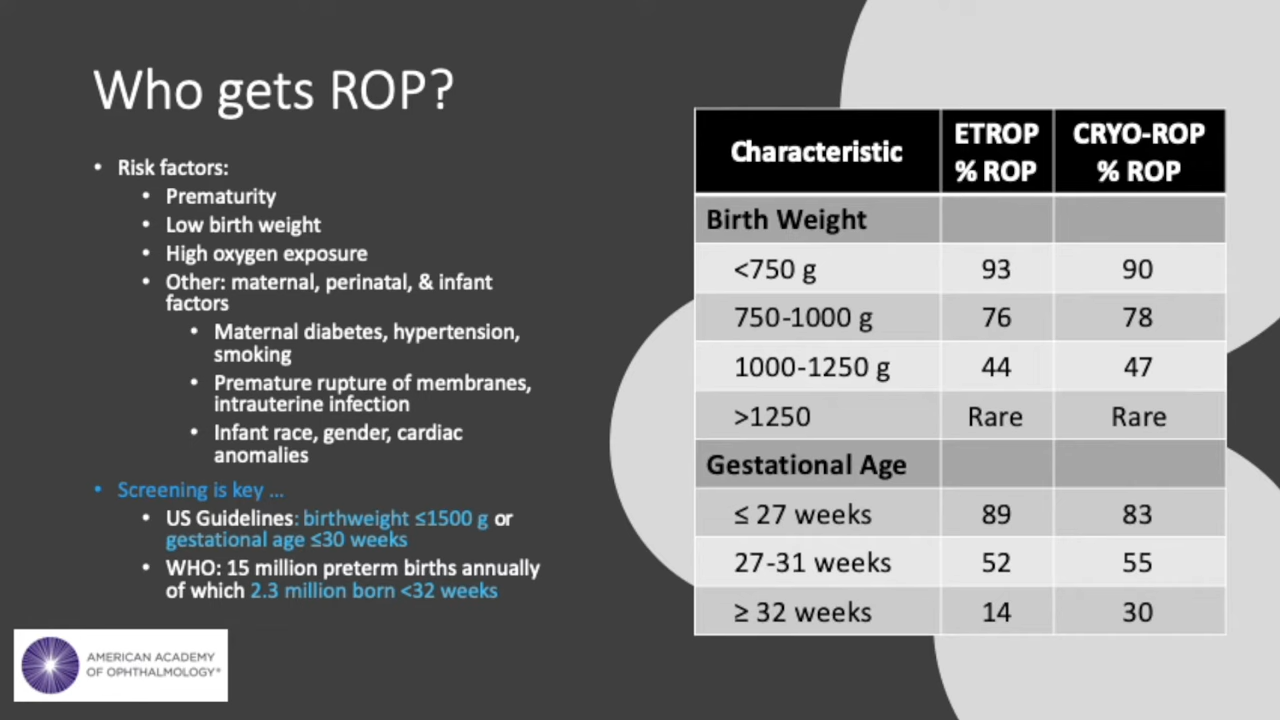 Who gets ROP?
• Risk factors:
• Prematurity
• Low birth weight
• High oxygen exposure
• Other: maternal, perinatal, & infant
factors
• Maternal diabetes, hypertension,
smoking
• Premature rupture of membranes,
intrauterine infection
• Infant race, gender, cardiac
anomalies
• Screening is key ...
• US Guidelines: birthweight ≤1500 g or
gestational age ≤30 weeks
• WHO: 15 million preterm births annually
of which 2.3 million born <32 weeks
Characteristic ETROP % ROP CRYO-ROP % ROP
Birth Weight
<750 g 93 90
750-1000 g 76 78
1000-1250 g 44 47
>1250 Rare Rare
Gestational Age
≤ 27 weeks 89 83
27-31 weeks 52 55
≥ 32 weeks 14 30
AMERICAN ACADEMY
OF OPHTHALMOLOGY®